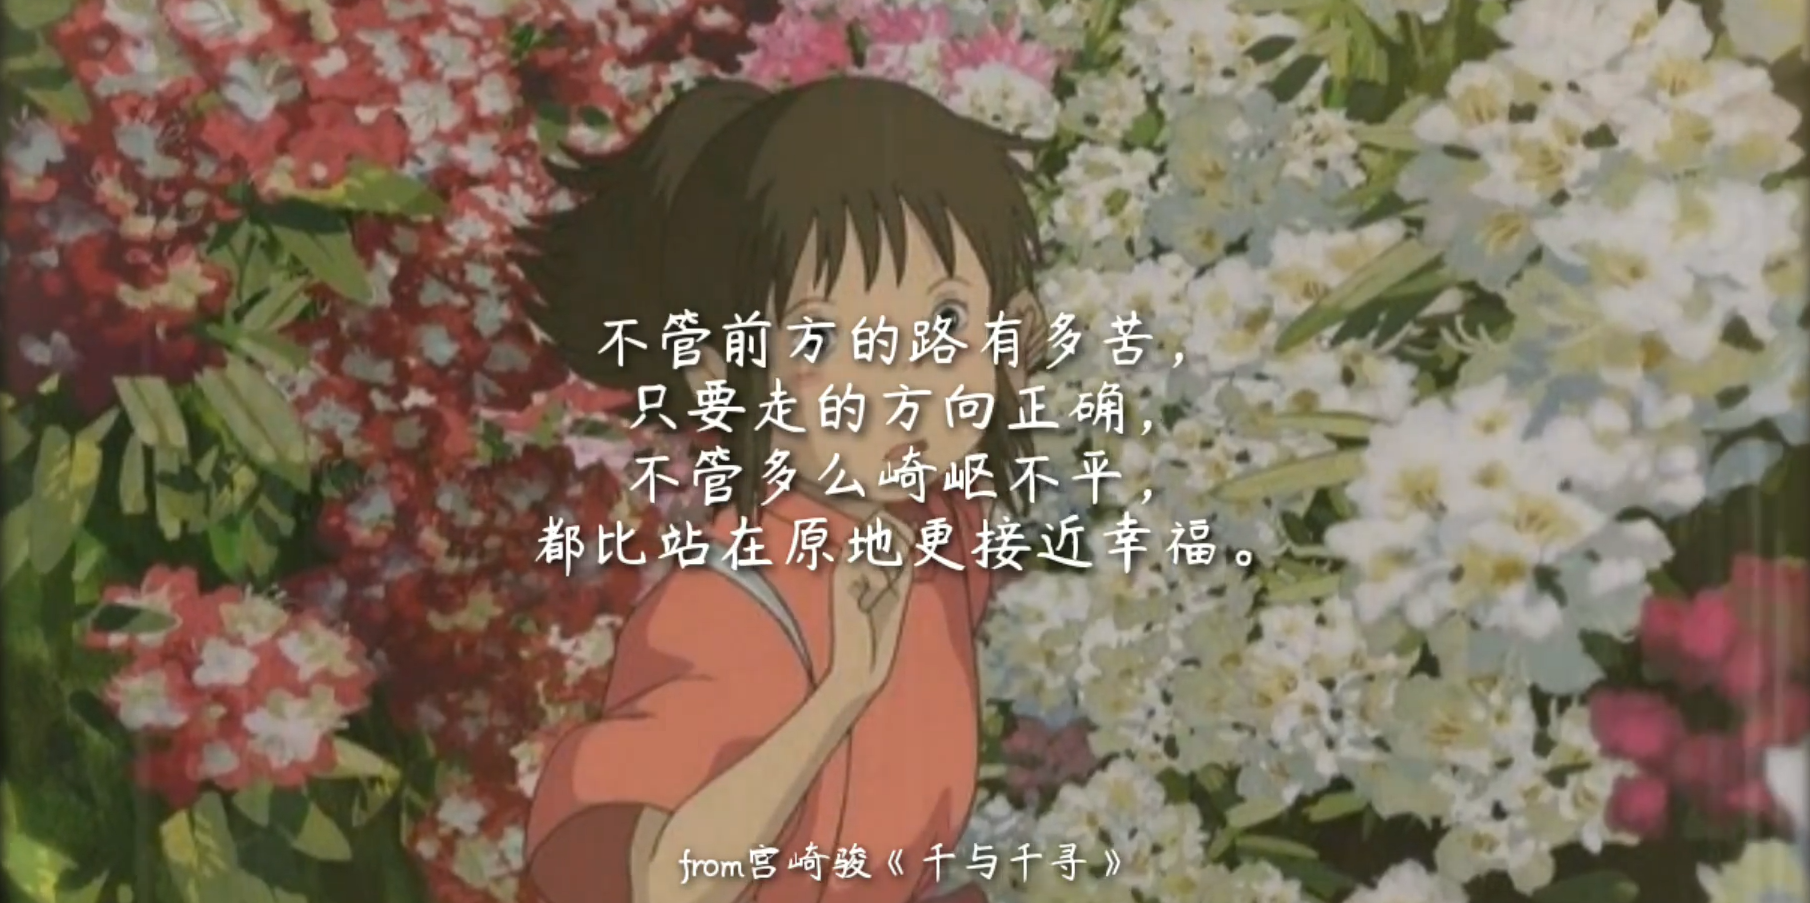 不管前方的路有多苦，
只要走的方向正确，
不管多么崎岖不平，
都比站在原地更接近幸福。
from宫崎骏《千与千寻》